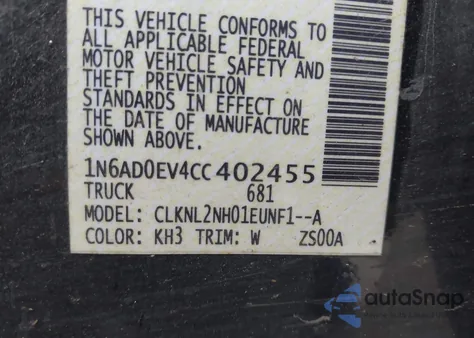 THIS VEHICLE CONFORMS TO
ALL APPLICABLE FEDERAL
MOTOR VEHICLE SAFETY AND
THEFT PREVENTION
STANDARDS IN EFFECT ON
THE DATE OF MANUFACTURE
SHOWN ABOVE.
1N6AD0EV4CC402455
TRUCK 681
MODEL: CLKNL2NH01EUNF1--A
COLOR: KH3 TRIM: W ZS00A
autoSnap